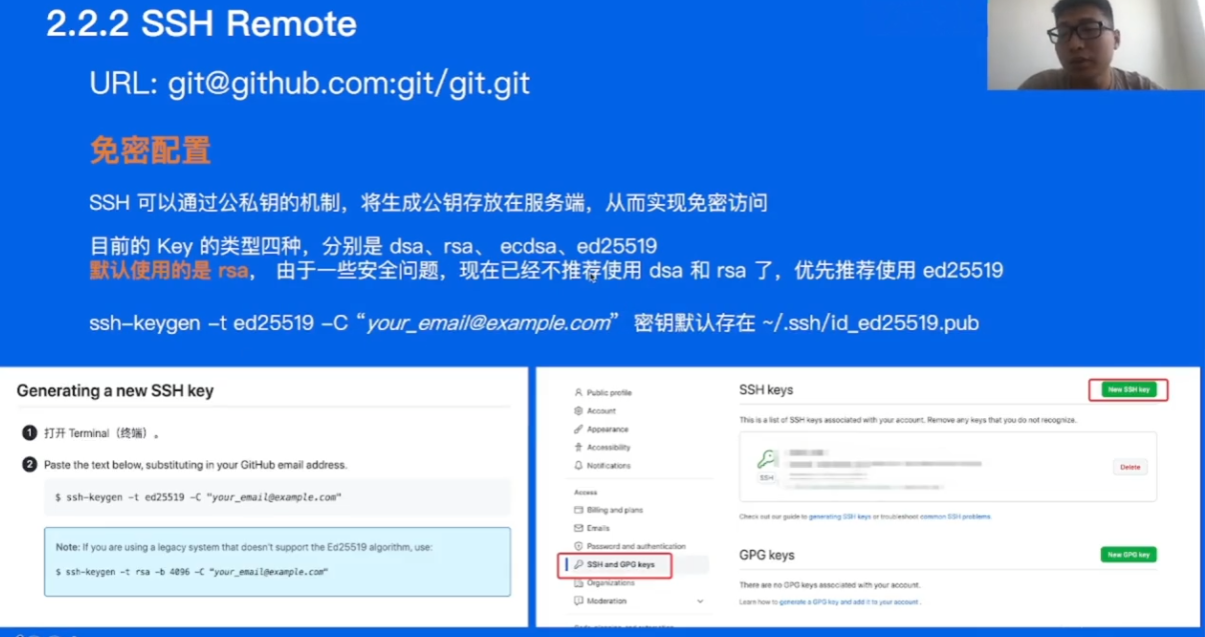 2.2.2 SSH Remote
URL: git@github.com:git/git.git
免密配置
SSH 可以通过公私钥的机制，将生成公钥存放在服务端，从而实现免密访问
目前的 Key 的类型四种，分别是 dsa、rsa、 ecdsa、ed25519
默认使用的是 rsa， 由于一些安全问题，现在已经不推荐使用 dsa 和 rsa 了，优先推荐使用 ed25519
ssh-keygen –t ed25519 –C “your_email@example.com” 密钥默认存在 ~/.ssh/id_ed25519.pub
Generating a new SSH key
1 打开 Terminal（终端）。
2 Paste the text below, substituting in your GitHub email address.
$ ssh-keygen -t ed25519 -C "your_email@example.com"
Note: If you are using a legacy system that doesn't support the Ed25519 algorithm, use:
$ ssh-keygen -t rsa -b 4096 -C "your_email@example.com"
Public profile
Account
Appearance
Accessibility
Notifications
Access
Billing and plans
Emails
Password and authentication
SSH and GPG keys
Organizations
Moderation
SSH keys
New SSH key
This is a list of SSH keys associated with your account. Remove any keys that you do not recognize.
SSH
Delete
Check out our guide to generating SSH keys or troubleshoot common SSH problems.
GPG keys
New GPG key
There are no GPG keys associated with your account.
Learn how to generate a GPG key and add it to your account.